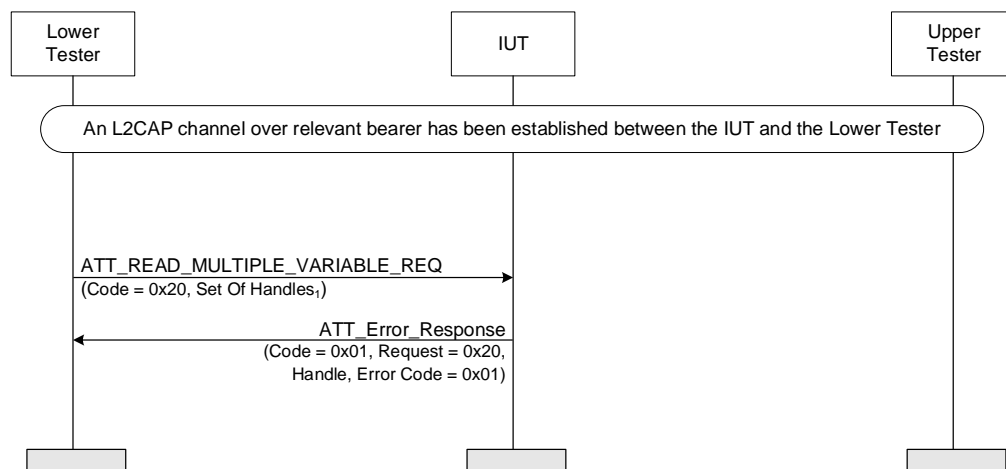 Lower
Tester
IUT
Upper
Tester
An L2CAP channel over relevant bearer has been established between the IUT and the Lower Tester
ATT_READ_MULTIPLE_VARIABLE_REQ
(Code = 0x20, Set Of Handles₁)
ATT_Error_Response
(Code = 0x01, Request = 0x20,
Handle, Error Code = 0x01)